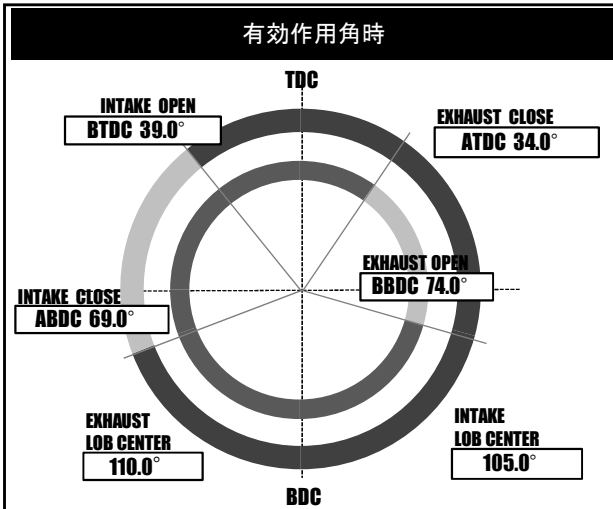 有効作用角時
TDC
INTAKE OPEN
BTDC 39.0°
EXHAUST CLOSE
ATDC 34.0°
EXHAUST OPEN
BBDC 74.0°
INTAKE CLOSE
ABDC 69.0°
EXHAUST
LOB CENTER
110.0°
INTAKE
LOB CENTER
105.0°
BDC